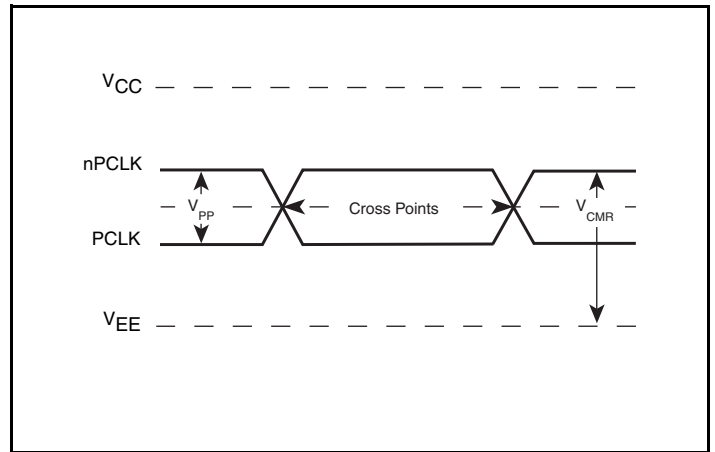 VCC
nPCLK
VPP
Cross Points
VCMR
PCLK
VEE